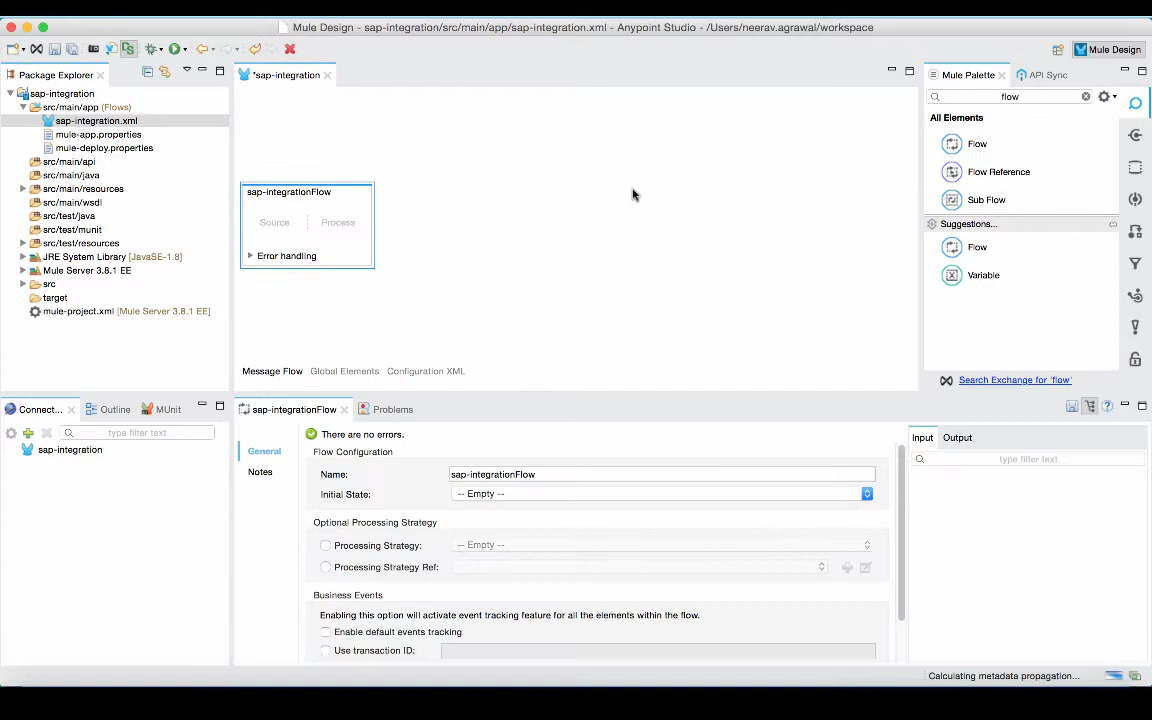 Mule Design - sap-integration/src/main/app/sap-integration.xml - Anypoint Studio - /Users/neerav.agrawal/workspace
Mule Design
Package Explorer
*sap-integration
Mule Palette
API Sync
sap-integration
src/main/app (Flows)
sap-integration.xml
mule-app.properties
mule-deploy.properties
src/main/api
src/main/java
src/main/resources
src/main/wsdl
src/test/java
src/test/munit
src/test/resources
JRE System Library [JavaSE-1.8]
Mule Server 3.8.1 EE
src
target
mule-project.xml [Mule Server 3.8.1 EE]
sap-integrationFlow
Source
Process
Error handling
Message Flow
Global Elements
Configuration XML
flow
All Elements
Flow
Flow Reference
Sub Flow
Suggestions...
Flow
Variable
Search Exchange for 'flow'
Connect...
Outline
MUnit
type filter text
sap-integration
sap-integrationFlow
Problems
General
Notes
There are no errors.
Flow Configuration
Name:
sap-integrationFlow
Initial State:
-- Empty --
Optional Processing Strategy
Processing Strategy:
-- Empty --
Processing Strategy Ref:
Business Events
Enabling this option will activate event tracking feature for all the elements within the flow.
Enable default events tracking
Use transaction ID:
Input
Output
type filter text
Calculating metadata propagation...